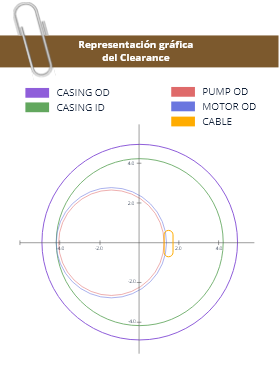 Representación gráfica
del Clearance
CASING OD
CASING ID
PUMP OD
MOTOR OD
CABLE
4.0
2.0
-4.0 -2.0 2.0 4.0
-2.0
-4.0